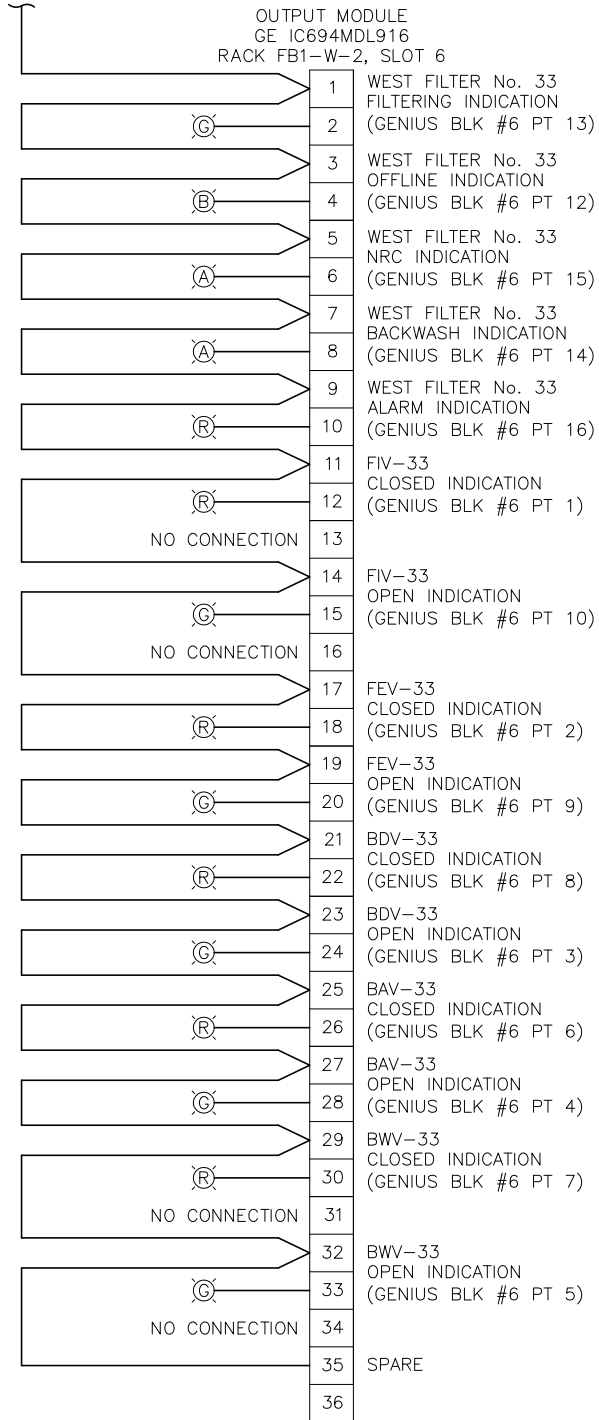 OUTPUT MODULE
GE IC694MDL916
RACK FB1-W-2, SLOT 6
1 WEST FILTER No. 33
FILTERING INDICATION
G 2 (GENIUS BLK #6 PT 13)
3 WEST FILTER No. 33
OFFLINE INDICATION
B 4 (GENIUS BLK #6 PT 12)
5 WEST FILTER No. 33
NRC INDICATION
A 6 (GENIUS BLK #6 PT 15)
7 WEST FILTER No. 33
BACKWASH INDICATION
A 8 (GENIUS BLK #6 PT 14)
9 WEST FILTER No. 33
ALARM INDICATION
R 10 (GENIUS BLK #6 PT 16)
11 FIV-33
CLOSED INDICATION
R 12 (GENIUS BLK #6 PT 1)
NO CONNECTION 13
14 FIV-33
OPEN INDICATION
G 15 (GENIUS BLK #6 PT 10)
NO CONNECTION 16
17 FEV-33
CLOSED INDICATION
R 18 (GENIUS BLK #6 PT 2)
19 FEV-33
OPEN INDICATION
G 20 (GENIUS BLK #6 PT 9)
21 BDV-33
CLOSED INDICATION
R 22 (GENIUS BLK #6 PT 8)
23 BDV-33
OPEN INDICATION
G 24 (GENIUS BLK #6 PT 3)
25 BAV-33
CLOSED INDICATION
R 26 (GENIUS BLK #6 PT 6)
27 BAV-33
OPEN INDICATION
G 28 (GENIUS BLK #6 PT 4)
29 BWV-33
CLOSED INDICATION
R 30 (GENIUS BLK #6 PT 7)
NO CONNECTION 31
32 BWV-33
OPEN INDICATION
G 33 (GENIUS BLK #6 PT 5)
NO CONNECTION 34
35 SPARE
36